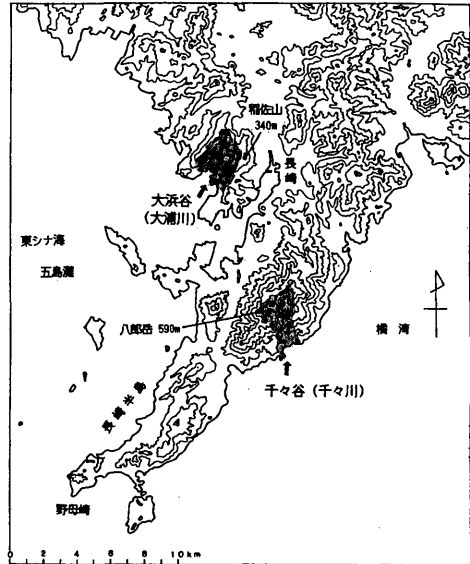 稲佐山
340m
長崎
大浜谷
(大浦川)
東シナ海
五島灘
八郎岳 590m
橘湾
千々谷 (千々川)
長崎半島
野母崎
0 2 4 6 8 10km